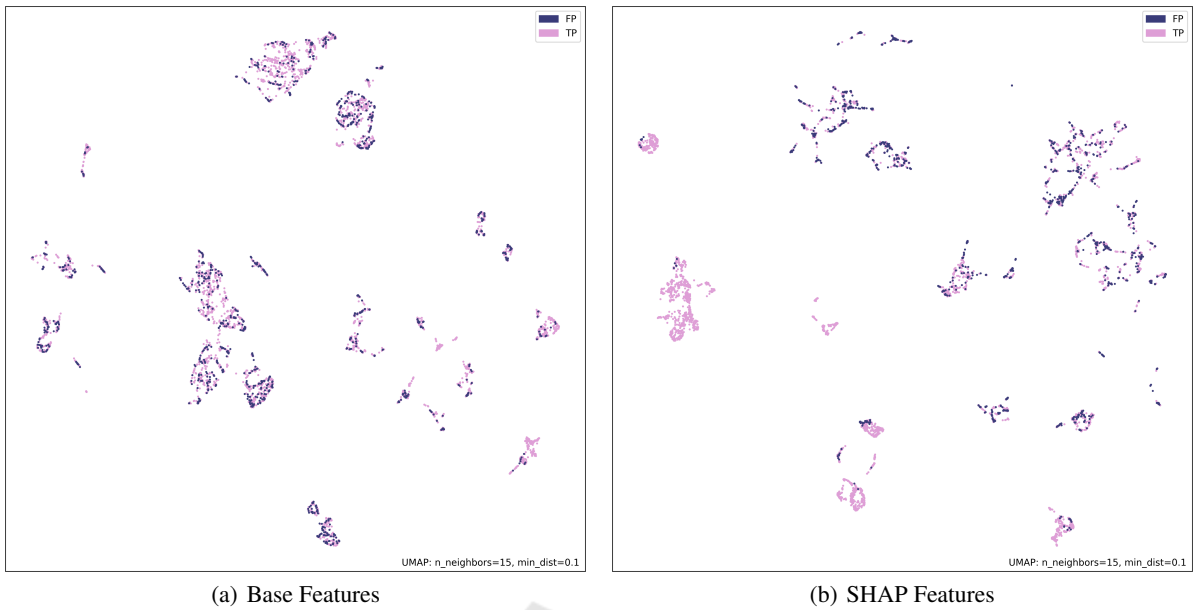 FP
TP
UMAP: n_neighbors=15, min_dist=0.1
(a) Base Features
FP
TP
UMAP: n_neighbors=15, min_dist=0.1
(b) SHAP Features